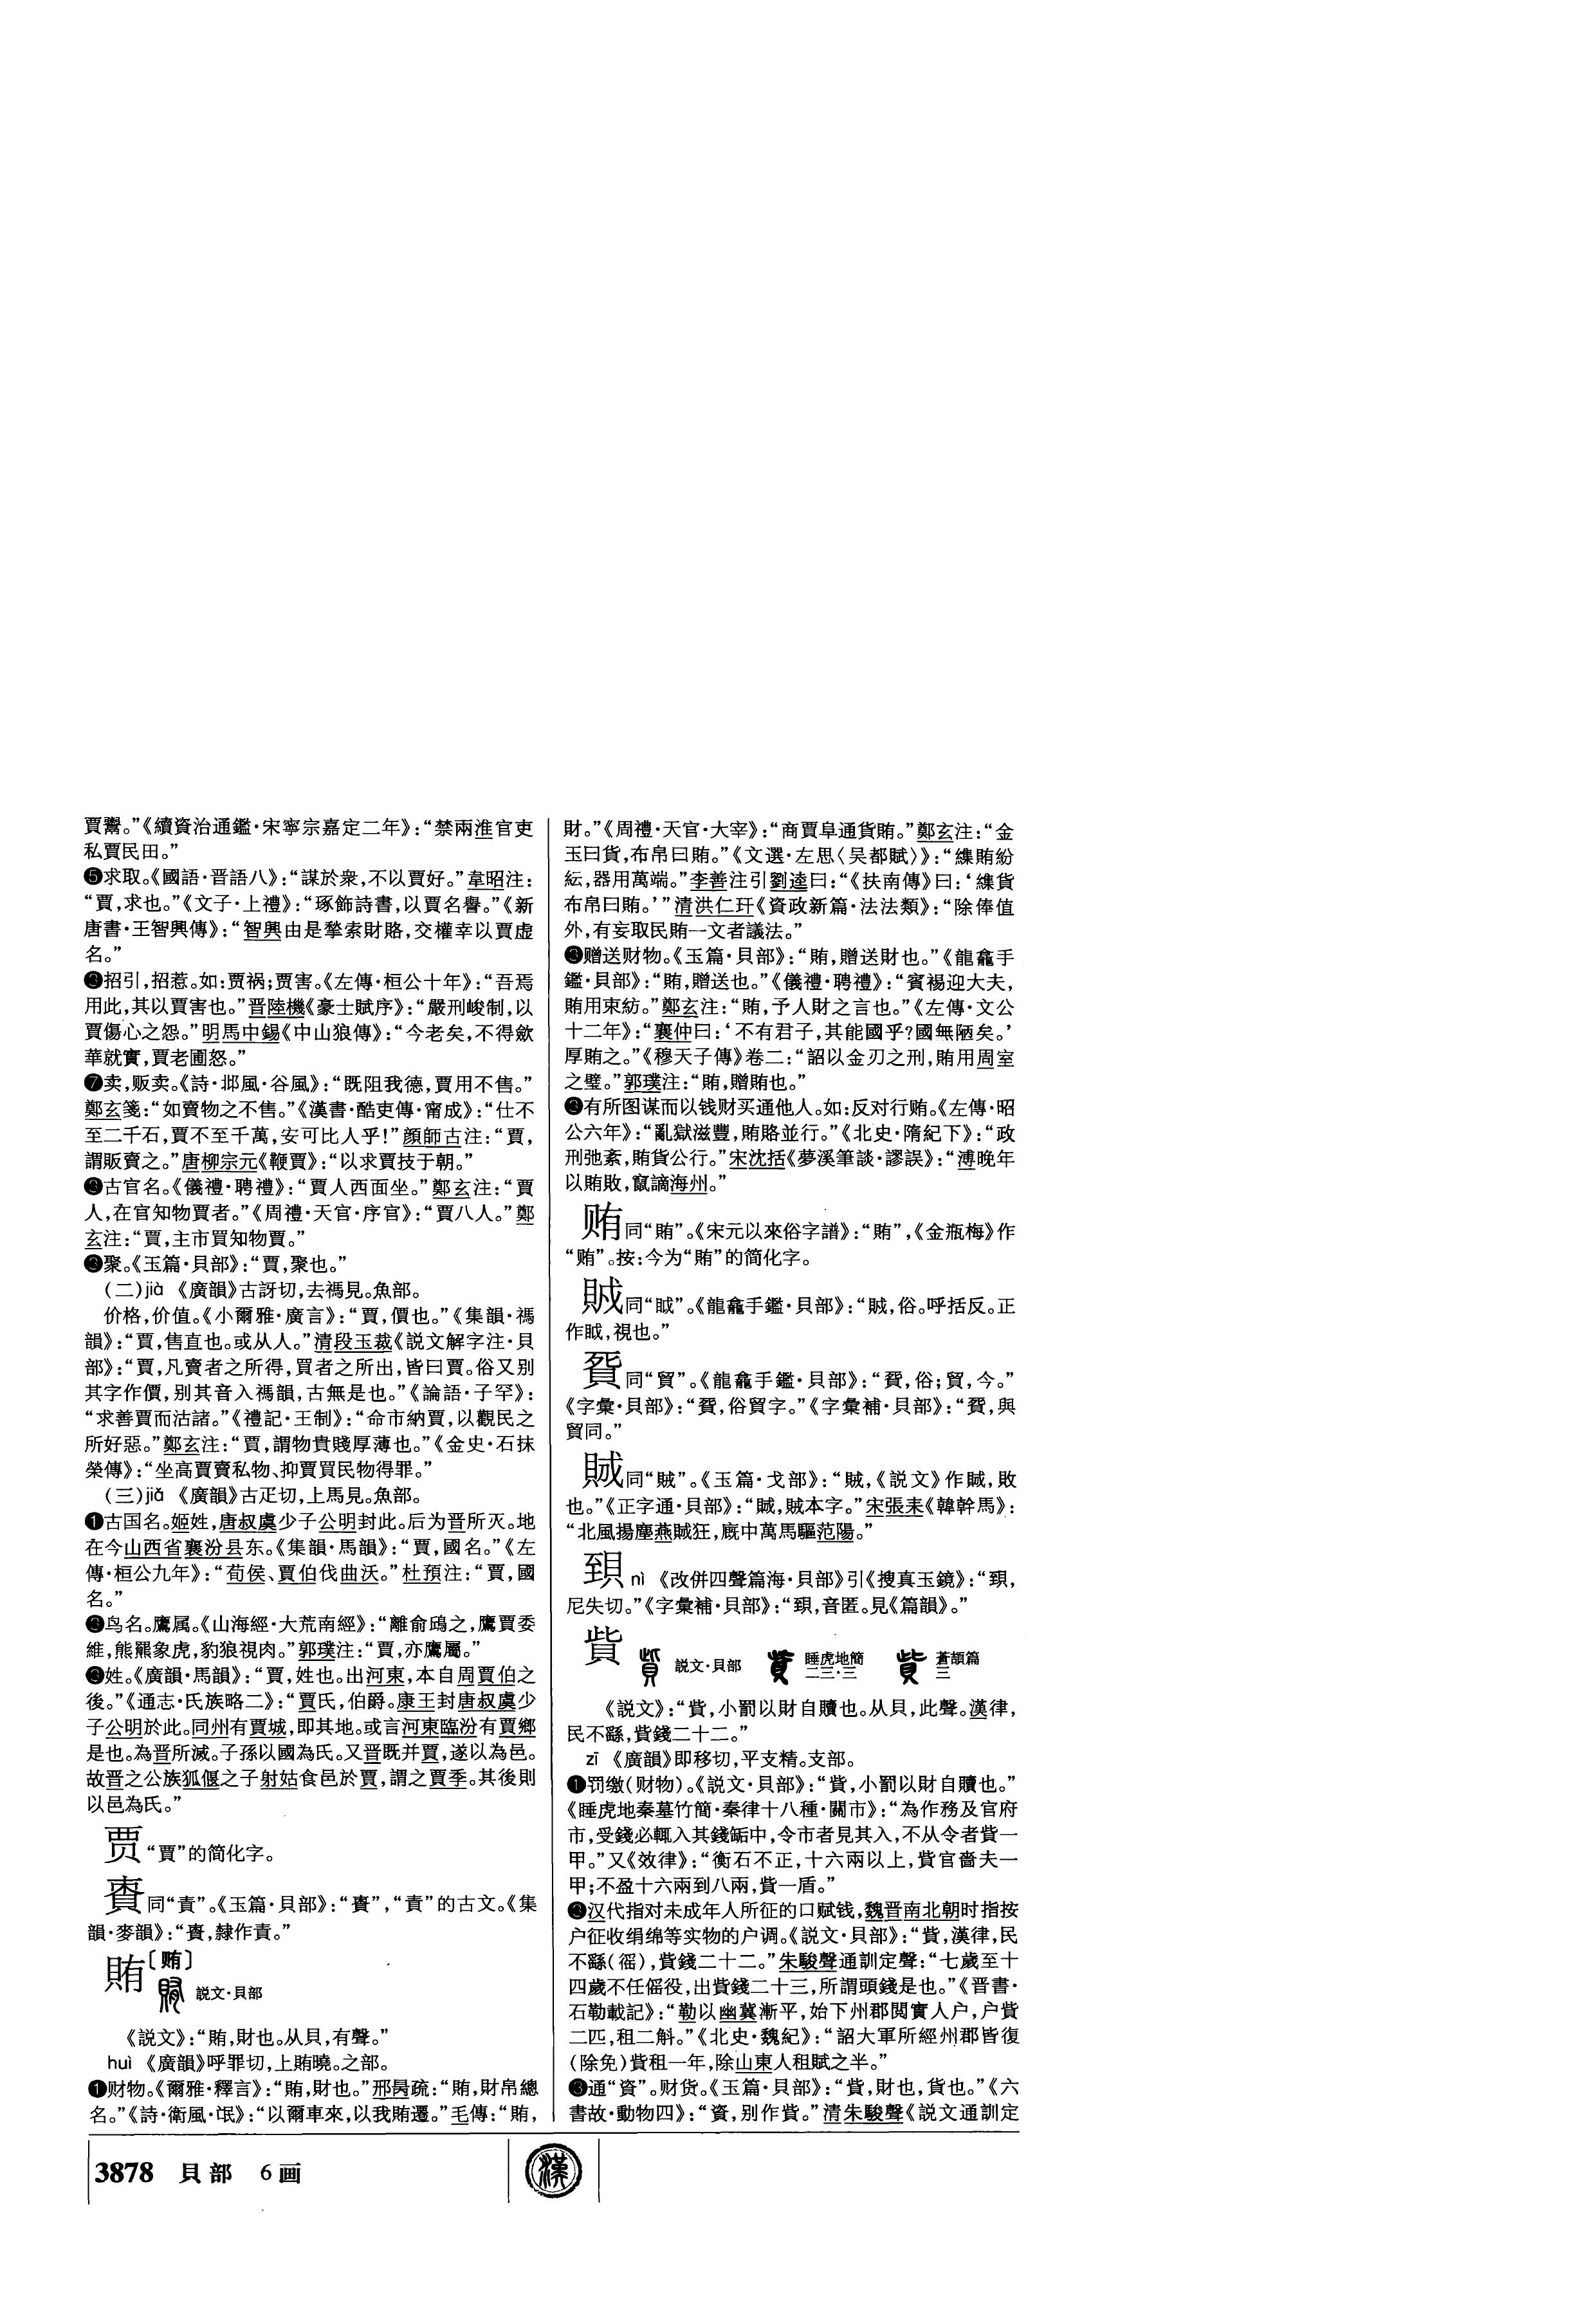 賈鬻。”《續資治通鑑·宋寧宗嘉定二年》：“禁兩淮官吏
私賈民田。”
❺求取。《國語·晋語八》：“謀於衆，不以賈好。”韋昭注：
“賈，求也。”《文子·上禮》：“琢飾詩書，以賈名譽。”《新
唐書·王智興傳》：“智興由是揫索財賂，交權幸以賈虚
名。”
招引，招惹。如：贾祸；贾害。《左傳·桓公十年》：“吾焉
用此，其以賈害也。”晋陸機《豪士賦序》：“嚴刑峻制，以
賈傷心之怨。”明馬中錫《中山狼傳》：“今老矣，不得斂
華就實，賈老圃怒。”
❼卖，贩卖。《詩·邶風·谷風》：“既阻我德，賈用不售。”
鄭玄箋：“如賣物之不售。”《漢書·酷吏傳·甯成》：“仕不
至二千石，賈不至千萬，安可比人乎！”顔師古注：“賈，
謂販賣之。”唐柳宗元《鞭賈》：“以求賈技于朝。”
古官名。《儀禮·聘禮》：“賈人西面坐。”鄭玄注：“賈
人，在官知物賈者。”《周禮·天官·序官》：“賈八人。”鄭
玄注：“賈，主市買知物賈。”
聚。《玉篇·貝部》：“賈，聚也。”
（二）jià 《廣韻》古訝切，去禡見。魚部。
价格，价值。《小爾雅·廣言》：“賈，價也。”《集韻·禡
韻》：“賈，售直也。或从人。”清段玉裁《説文解字注·貝
部》：“賈，凡賣者之所得，買者之所出，皆曰賈。俗又别
其字作價，别其音入禡韻，古無是也。”《論語·子罕》：
“求善賈而沽諸。”《禮記·王制》：“命市納賈，以觀民之
所好惡。”鄭玄注：“賈，謂物貴賤厚薄也。”《金史·石抹
榮傳》：“坐高賈賣私物、抑賈買民物得罪。”
（三）jiǎ 《廣韻》古疋切，上馬見。魚部。
❶古国名。姬姓，唐叔虞少子公明封此。后为晋所灭。地
在今山西省襄汾县东。《集韻·馬韻》：“賈，國名。”《左
傳·桓公九年》：“荀侯、賈伯伐曲沃。”杜預注：“賈，國
名。”
❷鸟名。鷹属。《山海經·大荒南經》：“離俞鴟之，鷹賈委
維，熊羆象虎，豹狼視肉。”郭璞注：“賈，亦鷹屬。”
姓。《廣韻·馬韻》：“賈，姓也。出河東，本自周賈伯之
後。”《通志·氏族略二》：“賈氏，伯爵。康王封唐叔虞少
子公明於此。同州有賈城，即其地。或言河東臨汾有賈鄉
是也。為晋所滅。子孫以國為氏。又晋既并賈，遂以為邑。
故晋之公族狐偃之子射姑食邑於賈，謂之賈季。其後則
以邑為氏。”
贾“賈”的简化字。
賷同“責”。《玉篇·貝部》：“”，“責”的古文。《集
韻·麥韻》：“，隸作責。”
賄〔贿〕
説文·貝部
《説文》：“賄，財也。从貝，有聲。”
huì 《廣韻》呼罪切，上賄曉。之部。
❶财物。《爾雅·釋言》：“賄，財也。”邢昺疏：“賄，財帛總
名。”《詩·衛風·氓》：“以爾車來，以我賄遷。”毛傳：“賄，
財。”《周禮·天官·大宰》：“商賈阜通貨賄。”鄭玄注：“金
玉曰貨，布帛曰賄。”《文選·左思〈吴都賦〉》：“緤賄紛
紜，器用萬端。”李善注引劉逵曰：“《扶南傳》曰：‘緤貨
布帛曰賄。’”清洪仁玕《資政新篇·法法類》：“除俸值
外，有妄取民賄一文者議法。”
赠送财物。《玉篇·貝部》：“賄，贈送財也。”《龍龕手
鑑·貝部》：“賄，贈送也。”《儀禮·聘禮》：“賓裼迎大夫，
賄用束紡。”鄭玄注：“賄，予人財之言也。”《左傳·文公
十二年》：“襄仲曰：‘不有君子，其能國乎？國無陋矣。’
厚賄之。”《穆天子傳》卷二：“詔以金刃之刑，賄用周室
之璧。”郭璞注：“賄，贈賄也。”
有所图谋而以钱财买通他人。如：反对行贿。《左傳·昭
公六年》：“亂獄滋豐，賄賂並行。”《北史·隋紀下》：“政
刑弛紊，賄貨公行。”宋沈括《夢溪筆談·謬誤》：“溥晚年
以賄敗，竄謫海州。”
贿同“賄”。《宋元以來俗字譜》：“賄”，《金瓶梅》作
“贿”。按：今为“賄”的简化字。
同“眓”。《龍龕手鑑·貝部》：“，俗。呼括反。正
作眓，視也。”
同“貿”。《龍龕手鑑·貝部》：“，俗；貿，今。”
《字彙·貝部》：“，俗貿字。”《字彙補·貝部》：“，與
貿同。”
同“賊”。《玉篇·戈部》：“賊，《説文》作，敗
也。”《正字通·貝部》：“，賊本字。”宋張耒《韓幹馬》：
“北風揚塵燕賊狂，廐中萬馬驅范陽。”
nì 《改併四聲篇海·貝部》引《搜真玉鏡》：“，
尼失切。”《字彙補·貝部》：“，音匿。見《篇韻》。”
貲 説文·貝部 睡虎地簡二三·三 蒼頡篇三
《説文》：“貲，小罰以財自贖也。从貝，此聲。漢律，
民不繇，貲錢二十二。”
zī 《廣韻》即移切，平支精。支部。
❶罚缴（财物）。《説文·貝部》：“貲，小罰以財自贖也。”
《睡虎地秦墓竹簡·秦律十八種·關市》：“為作務及官府
市，受錢必輒入其錢缿中，令市者見其入，不从令者貲一
甲。”又《效律》：“衡石不正，十六兩以上，貲官嗇夫一
甲；不盈十六兩到八兩，貲一盾。”
汉代指对未成年人所征的口赋钱，魏晋南北朝时指按
户征收绢绵等实物的户调。《説文·貝部》：“貲，漢律，民
不繇（徭），貲錢二十二。”朱駿聲通訓定聲：“七歲至十
四歲不任傜役，出貲錢二十三，所謂頭錢是也。”《晋書·
石勒載記》：“勒以幽冀漸平，始下州郡閲實人户，户貲
二匹，租二斛。”《北史·魏紀》：“詔大軍所經州郡皆復
（除免）貲租一年，除山東人租賦之半。”
❸通“資”。财货。《玉篇·貝部》：“貲，財也，貨也。”《六
書故·動物四》：“資，别作貲。”清朱駿聲《説文通訓定
3878 貝部 6画
漢